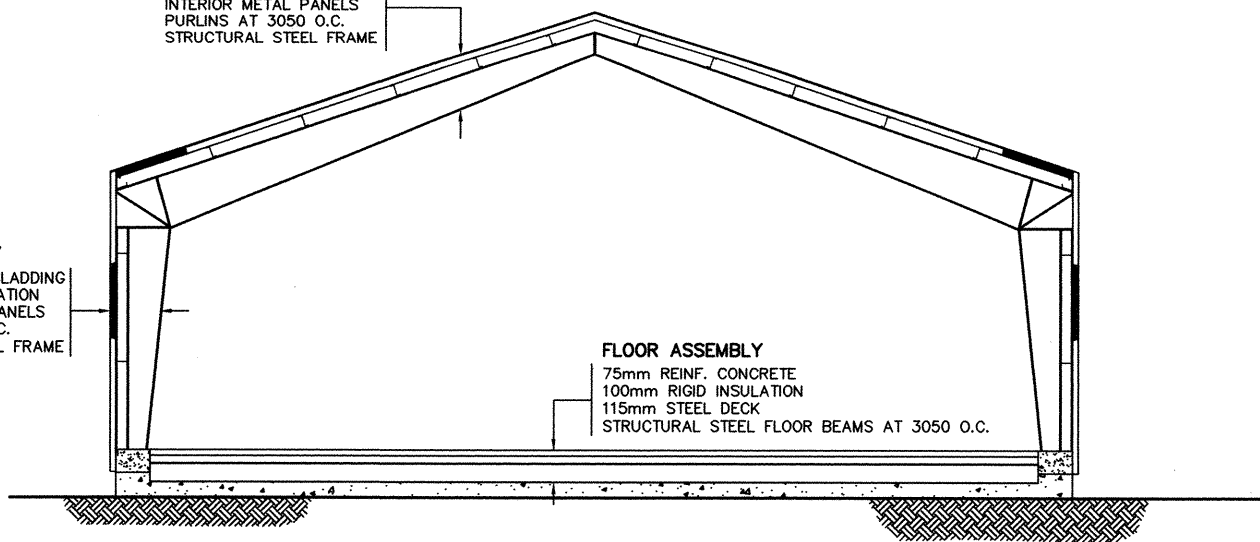 INTERIOR METAL PANELS
PURLINS AT 3050 O.C.
STRUCTURAL STEEL FRAME
LADDING
ATION
ANELS
C.
L FRAME
FLOOR ASSEMBLY
75mm REINF. CONCRETE
100mm RIGID INSULATION
115mm STEEL DECK
STRUCTURAL STEEL FLOOR BEAMS AT 3050 O.C.